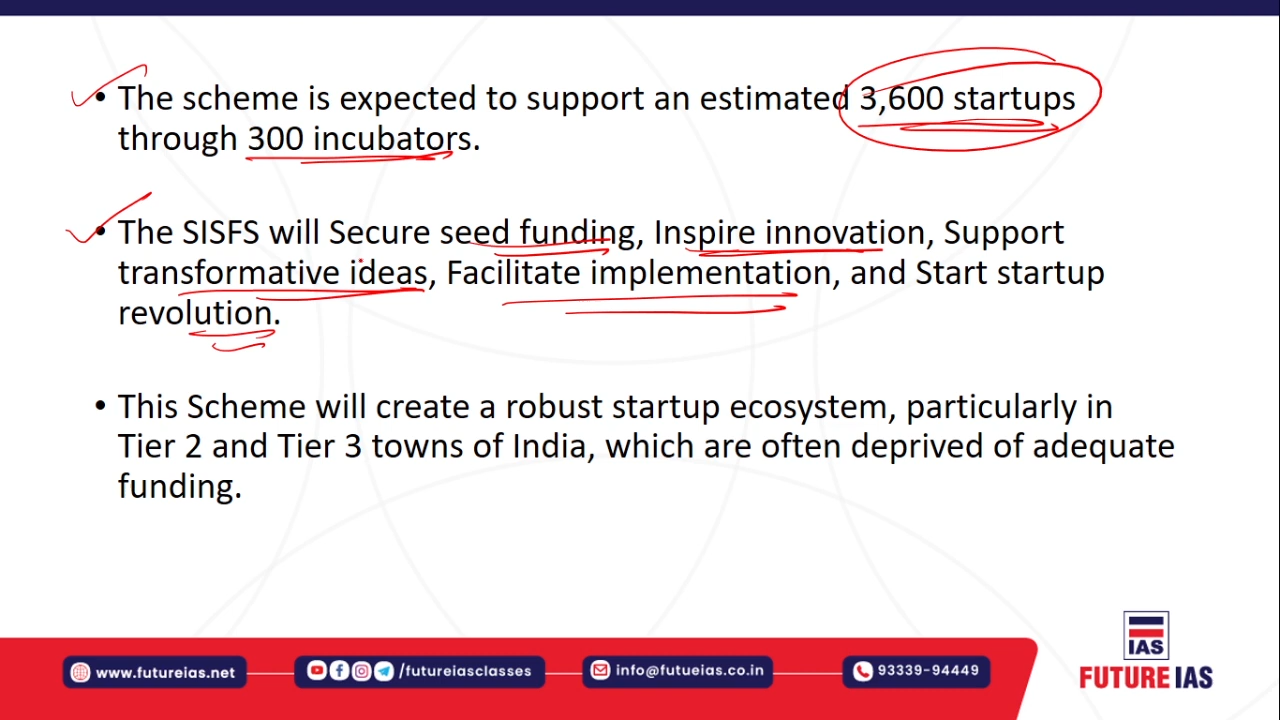 • The scheme is expected to support an estimated 3,600 startups
through 300 incubators.
• The SISFS will Secure seed funding, Inspire innovation, Support
transformative ideas, Facilitate implementation, and Start startup
revolution.
• This Scheme will create a robust startup ecosystem, particularly in
Tier 2 and Tier 3 towns of India, which are often deprived of adequate
funding.
IAS
www.futureias.net
/futureiasclasses
info@futueias.co.in
93339-94449
FUTURE IAS